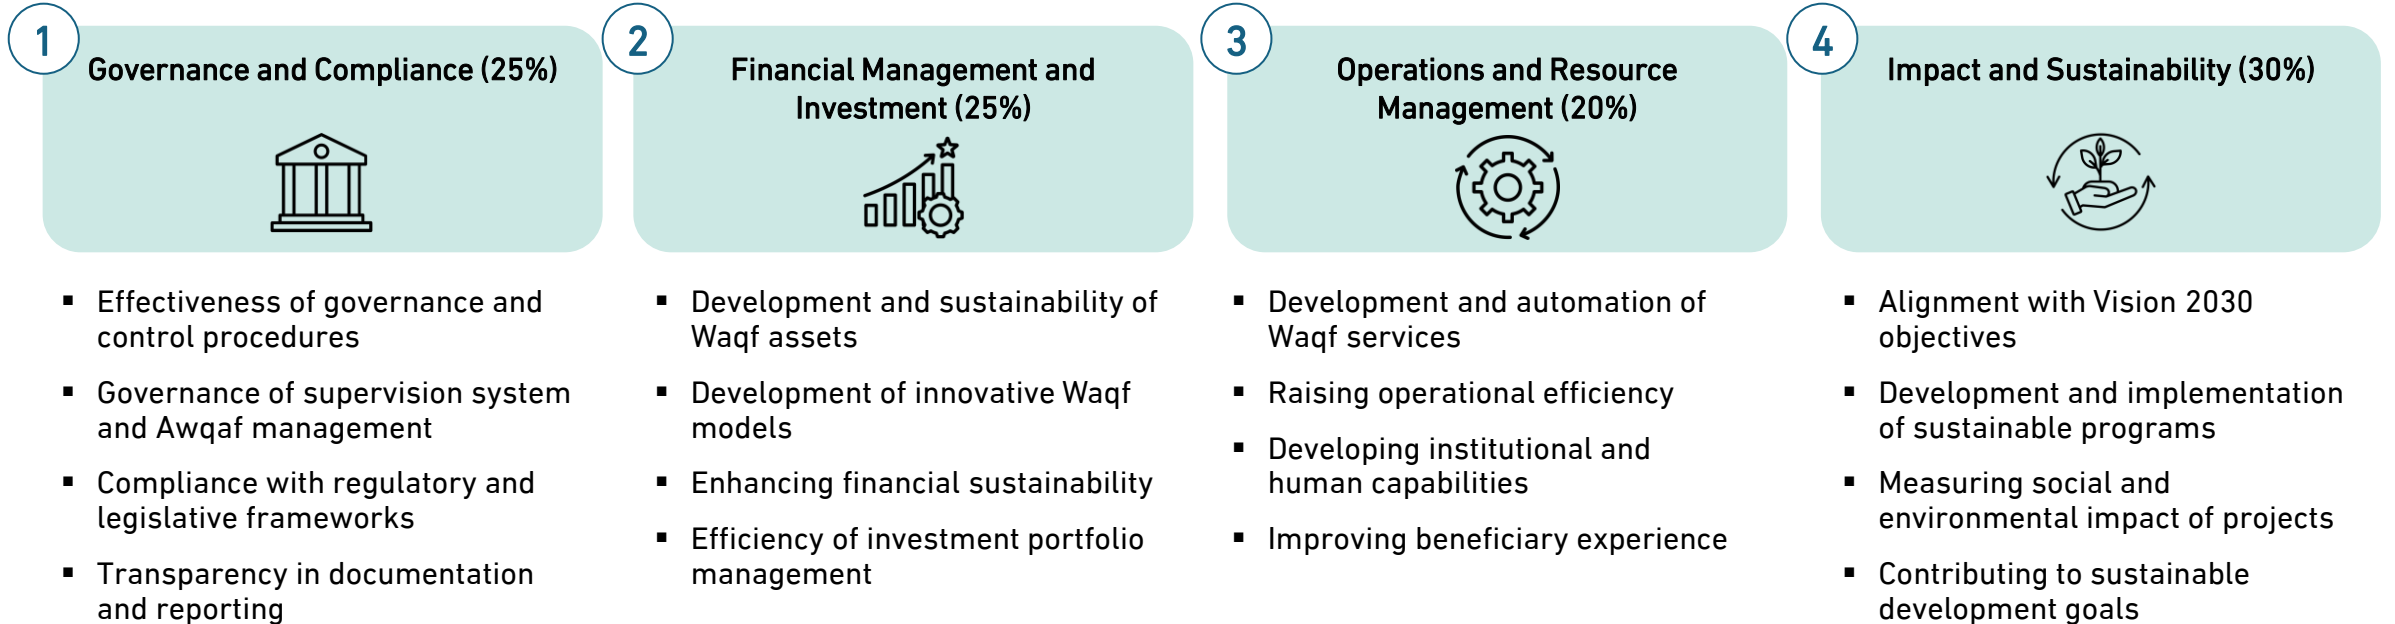 1
Governance and Compliance (25%)
▪ Effectiveness of governance and
control procedures
▪ Governance of supervision system
and Awqaf management
▪ Compliance with regulatory and
legislative frameworks
▪ Transparency in documentation
and reporting
2
Financial Management and
Investment (25%)
▪ Development and sustainability of
Waqf assets
▪ Development of innovative Waqf
models
▪ Enhancing financial sustainability
▪ Efficiency of investment portfolio
management
3
Operations and Resource
Management (20%)
▪ Development and automation of
Waqf services
▪ Raising operational efficiency
▪ Developing institutional and
human capabilities
▪ Improving beneficiary experience
4
Impact and Sustainability (30%)
▪ Alignment with Vision 2030
objectives
▪ Development and implementation
of sustainable programs
▪ Measuring social and
environmental impact of projects
▪ Contributing to sustainable
development goals